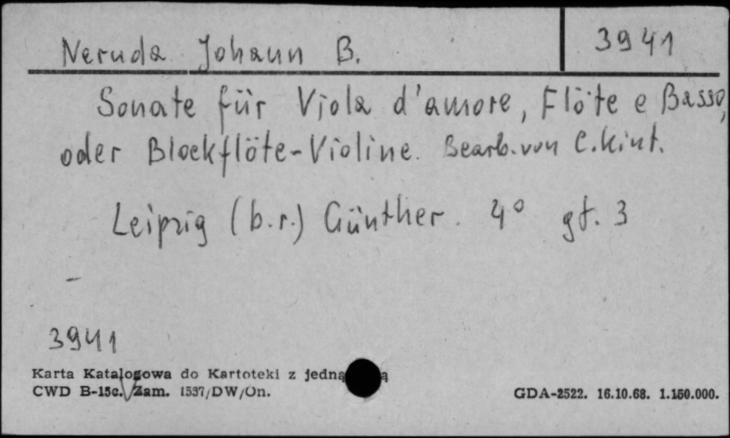 Neruda Johann B. 3941
Sonate für Viola d'amore, Flöte e Basso,
oder Blockflöte-Violine. Bearb. von C. Kint.
Leipzig (b.r.) Günther. 4° gł. 3
3941
Karta Katalogowa do Kartoteki z jedną
CWD B-15c. Zam. 1537/DW/On. GDA-2522. 16.10.68. 1.150.000.